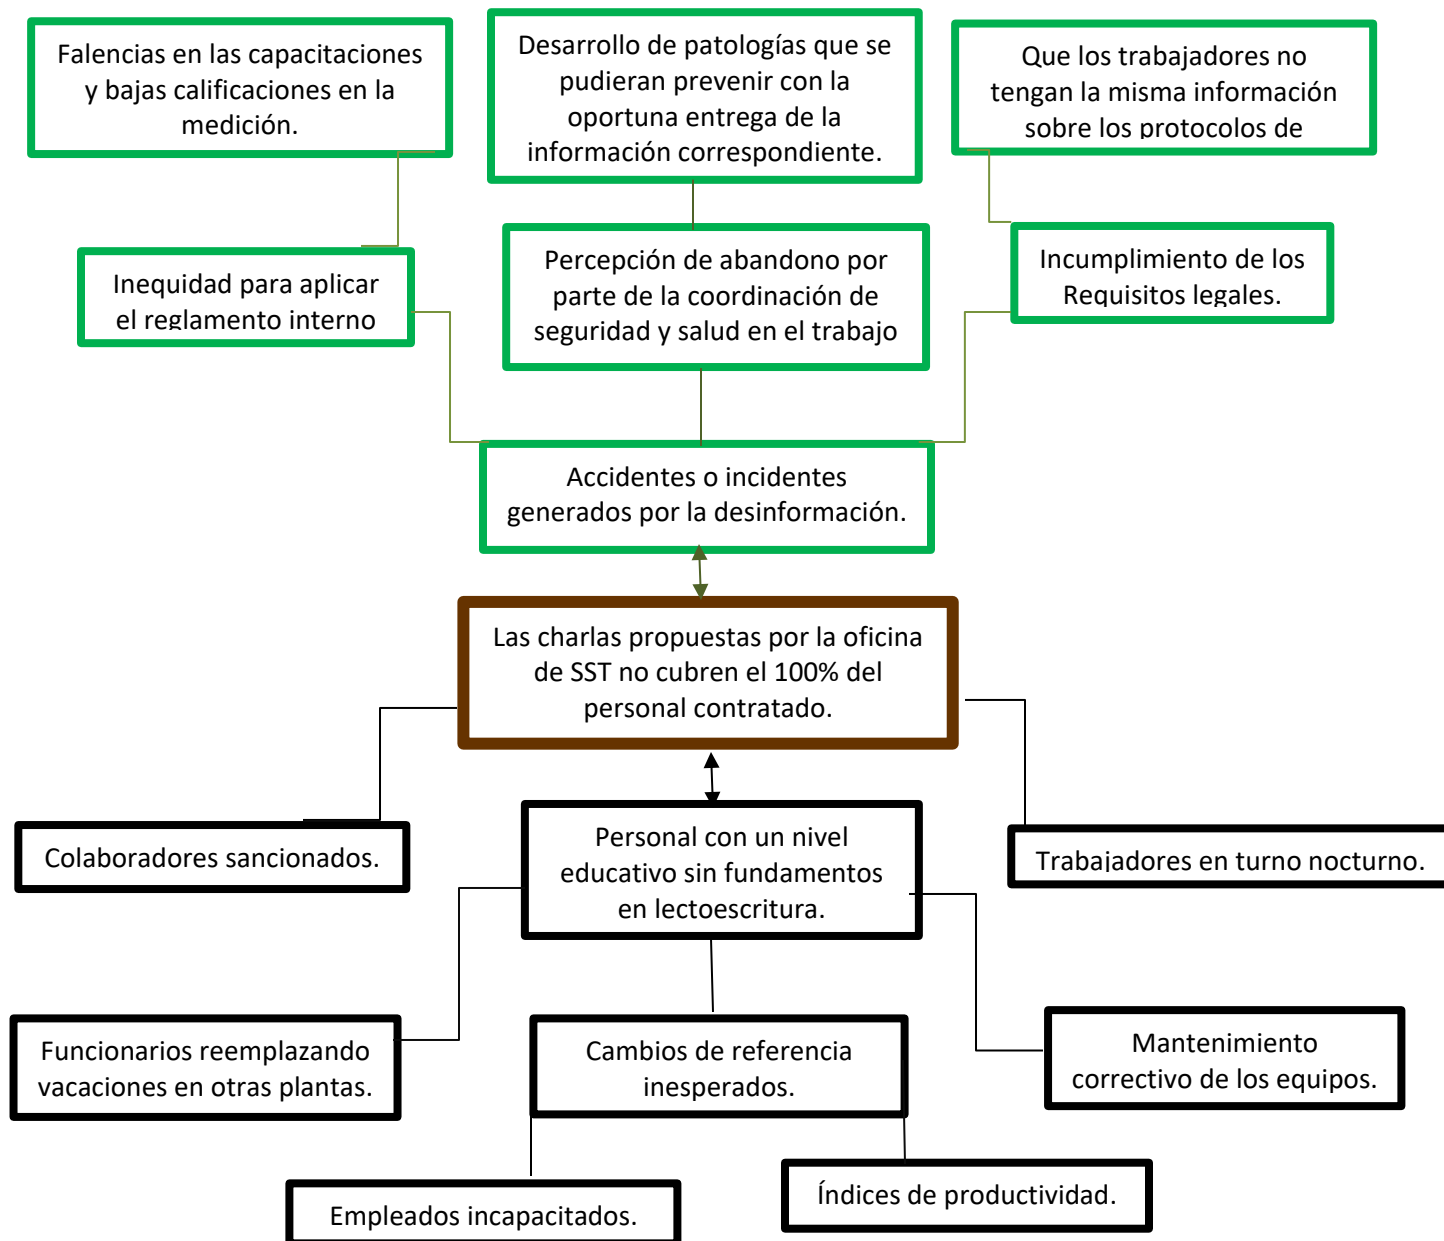 Falencias en las capacitaciones
y bajas calificaciones en la
medición.
Desarrollo de patologías que se
pudieran prevenir con la
oportuna entrega de la
información correspondiente.
Que los trabajadores no
tengan la misma información
sobre los protocolos de
Inequidad para aplicar
el reglamento interno
Percepción de abandono por
parte de la coordinación de
seguridad y salud en el trabajo
Incumplimiento de los
Requisitos legales.
Accidentes o incidentes
generados por la desinformación.
Las charlas propuestas por la oficina
de SST no cubren el 100% del
personal contratado.
Colaboradores sancionados.
Personal con un nivel
educativo sin fundamentos
en lectoescritura.
Trabajadores en turno nocturno.
Funcionarios reemplazando
vacaciones en otras plantas.
Cambios de referencia
inesperados.
Mantenimiento
correctivo de los equipos.
Empleados incapacitados.
Índices de productividad.